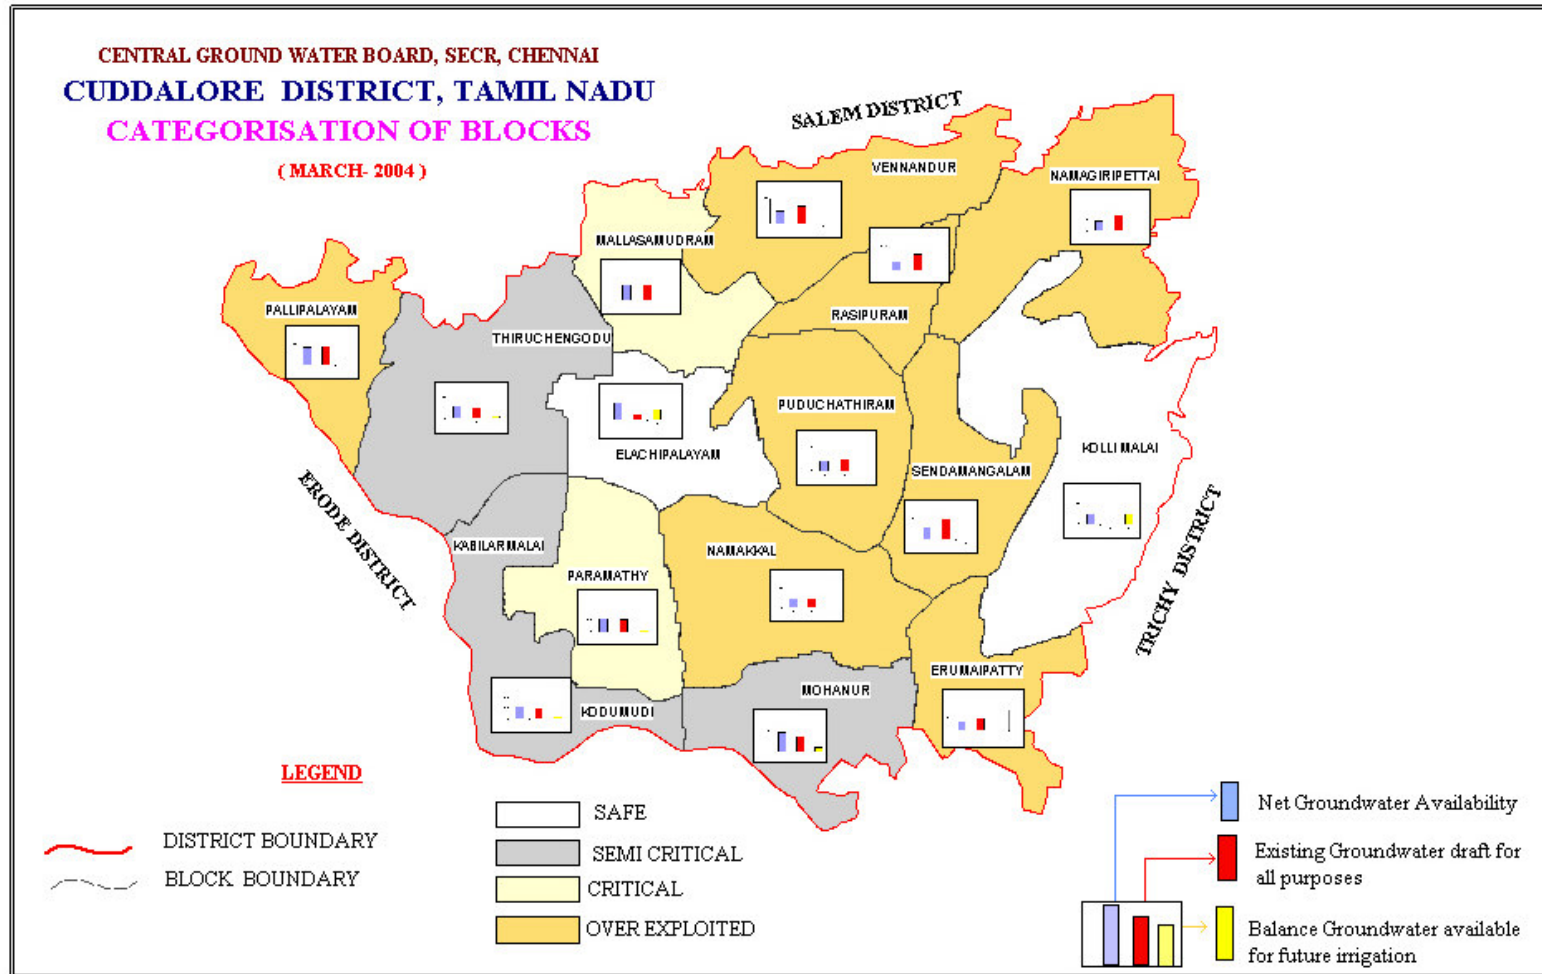 CENTRAL GROUND WATER BOARD, SECR, CHENNAI
CUDDALORE DISTRICT, TAMIL NADU
CATEGORISATION OF BLOCKS
( MARCH- 2004 )
SALEM DISTRICT
VENNANDUR
NAMAGIRIPETTAI
MALLASAMUDRAM
PALLIPALAYAM
RASIPURAM
THIRUCHENGODU
PUDUCHATHIRAM
ELACHIPALAYAM
SENDAMANGALAM
KOLLI MALAI
ERODE DISTRICT
TRICHY DISTRICT
KABILARMALAI
NAMAKKAL
PARAMATHY
ERUMAIPATTY
MOHANUR
KODUMUDI
LEGEND
DISTRICT BOUNDARY
BLOCK BOUNDARY
SAFE
SEMI CRITICAL
CRITICAL
OVER EXPLOITED
Net Groundwater Availability
Existing Groundwater draft for
all purposes
Balance Groundwater available
for future irrigation